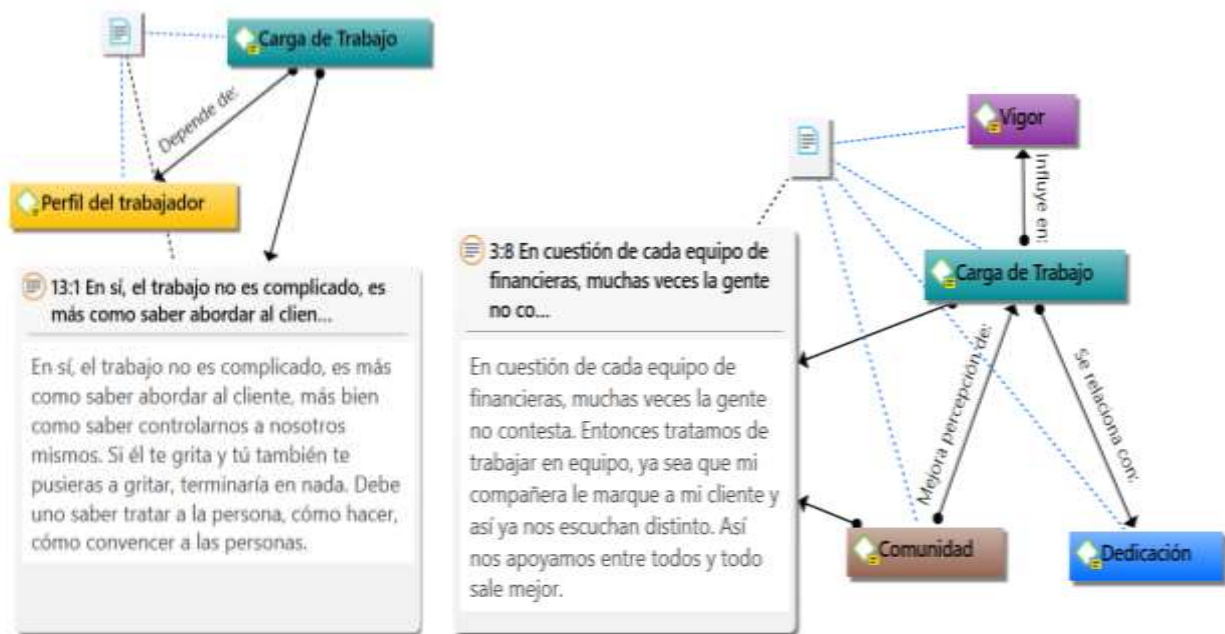 Carga de Trabajo
Depende de:
Perfil del trabajador
13:1 En sí, el trabajo no es complicado, es
más como saber abordar al clien...
En sí, el trabajo no es complicado, es más
como saber abordar al cliente, más bien
como saber controlarnos a nosotros
mismos. Si él te grita y tú también te
pusieras a gritar, terminaría en nada. Debe
uno saber tratar a la persona, cómo hacer,
cómo convencer a las personas.
Vigor
Influye en:
3:8 En cuestión de cada equipo de
financieras, muchas veces la gente
no co...
Carga de Trabajo
En cuestión de cada equipo de
financieras, muchas veces la gente
no contesta. Entonces tratamos de
trabajar en equipo, ya sea que mi
compañera le marque a mi cliente y
así ya nos escuchan distinto. Así
nos apoyamos entre todos y todo
sale mejor.
Mejora percepción de:
Se relaciona con:
Comunidad
Dedicación